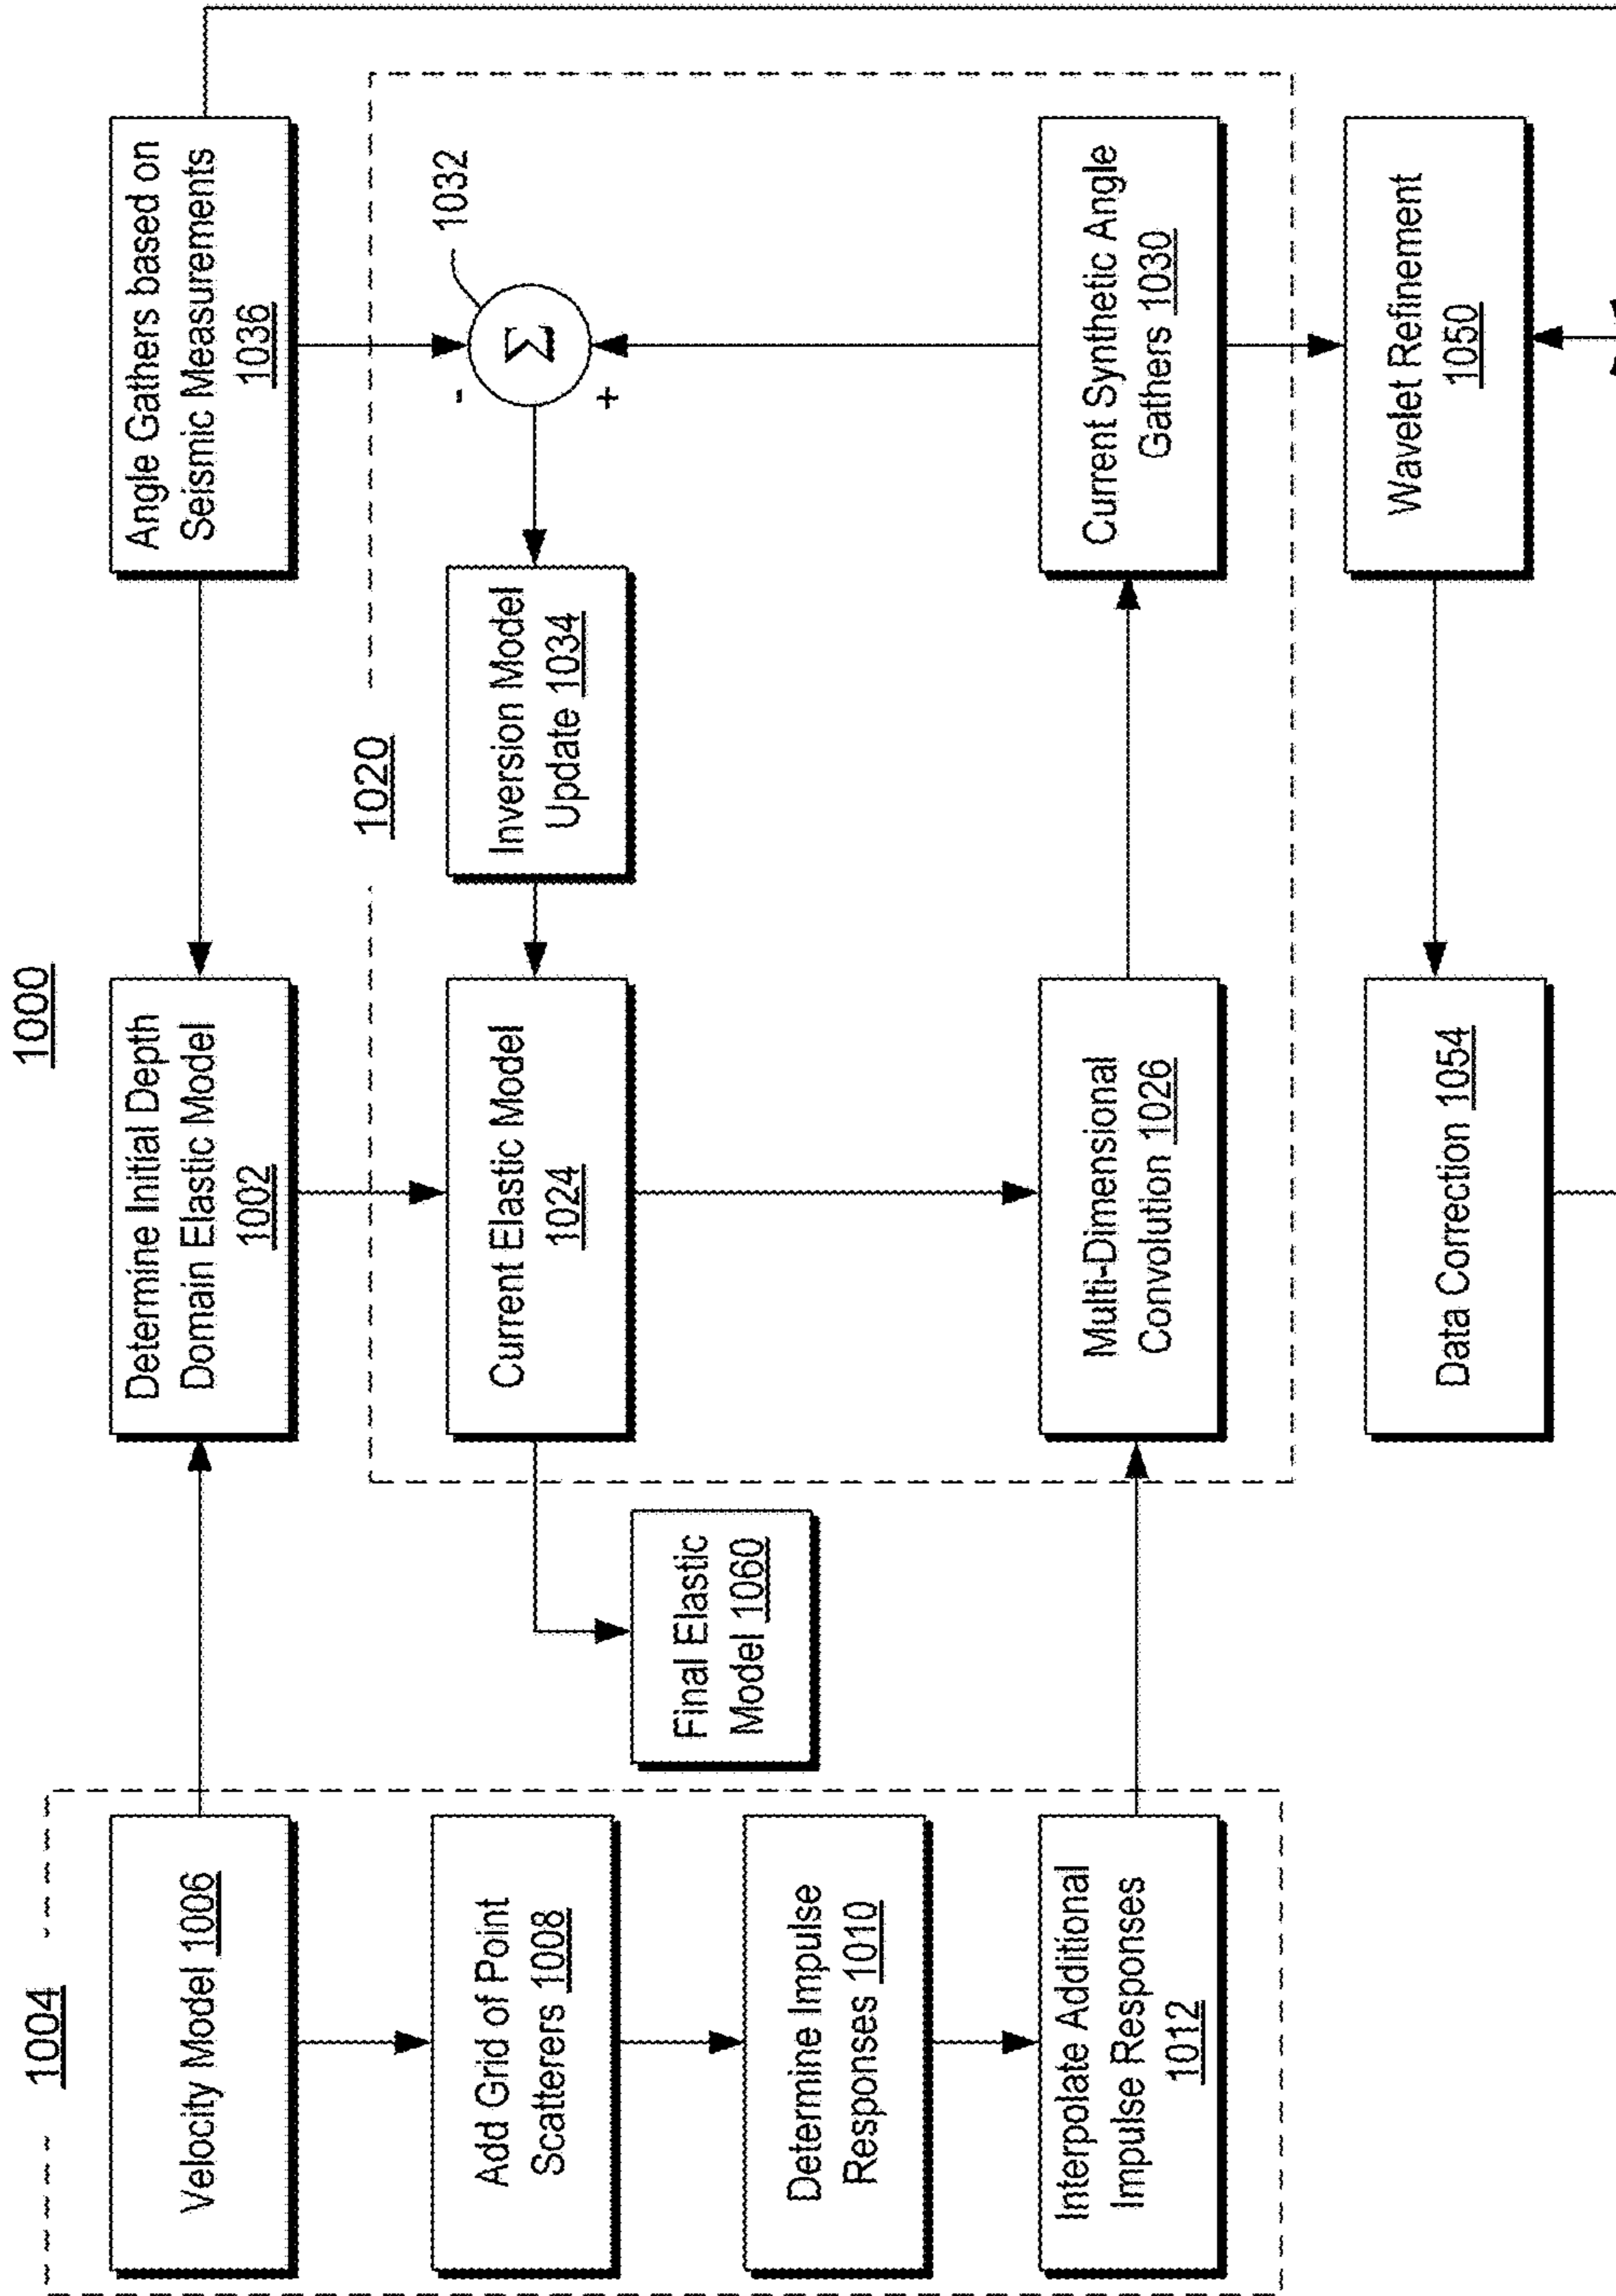 1000
1004
Velocity Model 1006
Add Grid of Point
Scatterers 1008
Determine Impulse
Responses 1010
Interpolate Additional
Impulse Responses
1012
Determine Initial Depth
Domain Elastic Model
1002
Angle Gathers based on
Seismic Measurements
1036
1020
Current Elastic Model
1024
Inversion Model
Update 1034
Σ
-
+
1032
Final Elastic
Model 1060
Multi-Dimensional
Convolution 1026
Current Synthetic Angle
Gathers 1030
Data Correction 1054
Wavelet Refinement
1050